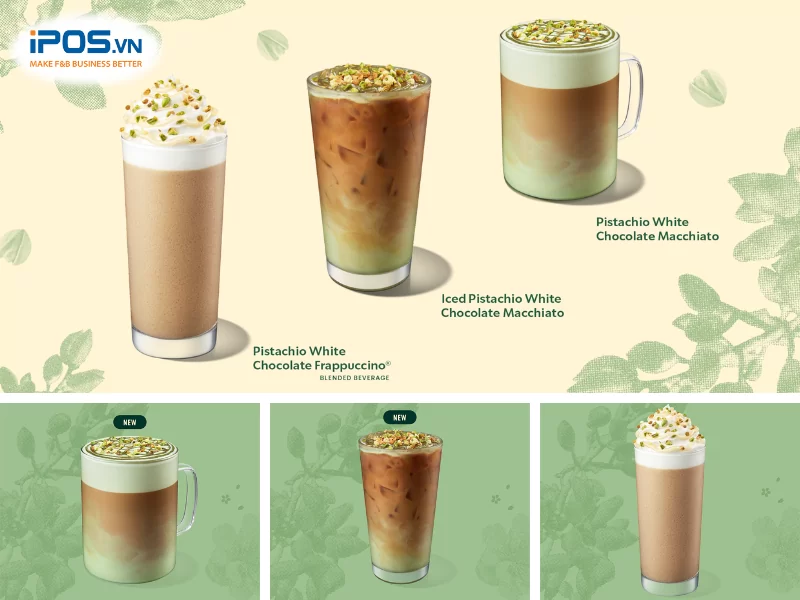 iPOS.VN
MAKE F&B BUSINESS BETTER
Pistachio White
Chocolate Macchiato
Iced Pistachio White
Chocolate Macchiato
Pistachio White
Chocolate Frappuccino®
BLENDED BEVERAGE
NEW
NEW